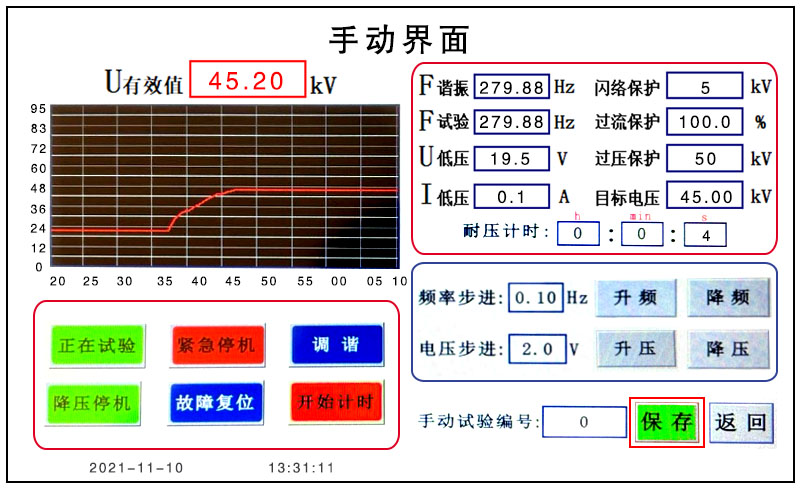 手动界面
U有效值 45.20 kV
95
83
72
60
48
36
24
12
0
20 25 30 35 40 45 50 55 00 05 10
F谐振 279.88 Hz 闪络保护 5 kV
F试验 279.88 Hz 过流保护 100.0 %
U低压 19.5 V 过压保护 50 kV
I低压 0.1 A 目标电压 45.00 kV
h min s
耐压计时: 0 : 0 : 4
频率步进: 0.10 Hz 升频 降频
电压步进: 2.0 V 升压 降压
正在试验 紧急停机 调谐
降压停机 故障复位 开始计时
手动试验编号: 0 保存 返回
2021-11-10 13:31:11